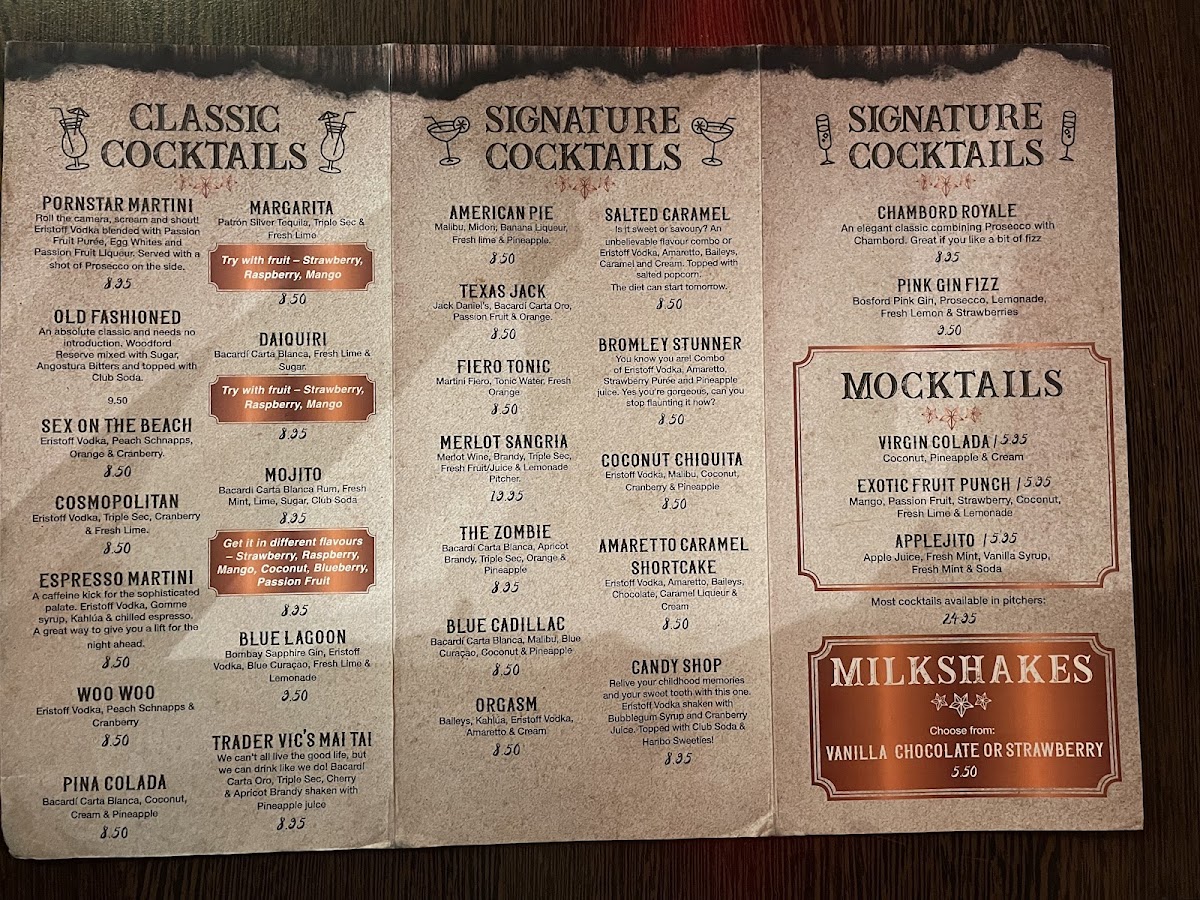 CLASSIC
COCKTAILS
PORNSTAR MARTINI
Roll the camera, scream and shout!
Eristoff Vodka blended with Passion
Fruit Purée, Egg Whites and
Passion Fruit Liqueur. Served with a
shot of Prosecco on the side.
8.95
OLD FASHIONED
An absolute classic and needs no
introduction. Woodford
Reserve mixed with Sugar,
Angostura Bitters and topped with
Club Soda.
9.50
SEX ON THE BEACH
Eristoff Vodka, Peach Schnapps,
Orange & Cranberry.
8.50
COSMOPOLITAN
Eristoff Vodka, Triple Sec, Cranberry
& Fresh Lime.
8.50
ESPRESSO MARTINI
A caffeine kick for the sophisticated
palate. Eristoff Vodka, Gomme
syrup, Kahlúa & chilled espresso.
A great way to give you a lift for the
night ahead.
8.50
WOO WOO
Eristoff Vodka, Peach Schnapps &
Cranberry
8.50
PINA COLADA
Bacardí Carta Blanca, Coconut,
Cream & Pineapple
8.50
MARGARITA
Patrón Silver Tequila, Triple Sec &
Fresh Lime
Try with fruit – Strawberry,
Raspberry, Mango
8.50
DAIQUIRI
Bacardí Carta Blanca, Fresh Lime &
Sugar.
Try with fruit – Strawberry,
Raspberry, Mango
8.95
MOJITO
Bacardi Carta Blanca Rum, Fresh
Mint, Lime, Sugar, Club Soda
8.95
Get it in different flavours
– Strawberry, Raspberry,
Mango, Coconut, Blueberry,
Passion Fruit
8.95
BLUE LAGOON
Bombay Sapphire Gin, Eristoff
Vodka, Blue Curaçao, Fresh Lime &
Lemonade
9.50
TRADER VIC'S MAI TAI
We can't all live the good life, but
we can drink like we do! Bacardí
Carta Oro, Triple Sec, Cherry
& Apricot Brandy shaken with
Pineapple juice
8.95
SIGNATURE
COCKTAILS
AMERICAN PIE
Malibu, Midori, Banana Liqueur,
Fresh lime & Pineapple.
8.50
TEXAS JACK
Jack Daniel's, Bacardí Carta Oro,
Passion Fruit & Orange.
8.50
FIERO TONIC
Martini Fiero, Tonic Water, Fresh
Orange
8.50
MERLOT SANGRIA
Merlot Wine, Brandy, Triple Sec,
Fresh Fruit/Juice & Lemonade
Pitcher.
19.95
THE ZOMBIE
Bacardí Carta Blanca, Apricot
Brandy, Triple Sec, Orange &
Pineapple
8.95
BLUE CADILLAC
Bacardí Carta Blanca, Malibu, Blue
Curaçao, Coconut & Pineapple
8.50
ORGASM
Baileys, Kahlúa, Eristoff Vodka,
Amaretto & Cream
8.50
SALTED CARAMEL
Is it sweet or savoury? An
unbelievable flavour combo or
Eristoff Vodka, Amaretto, Baileys,
Caramel and Cream. Topped with
salted popcorn.
The diet can start tomorrow.
8.50
BROMLEY STUNNER
You know you are! Combo
of Eristoff Vodka, Amaretto,
Strawberry Purée and Pineapple
juice. Yes you're gorgeous, can you
stop flaunting it now?
8.50
COCONUT CHIQUITA
Eristoff Vodka, Malibu, Coconut,
Cranberry & Pineapple
8.50
AMARETTO CARAMEL
SHORTCAKE
Eristoff Vodka, Amaretto, Baileys,
Chocolate, Caramel Liqueur &
Cream
8.50
CANDY SHOP
Relive your childhood memories
and your sweet tooth with this one.
Eristoff Vodka shaken with
Bubblegum Syrup and Cranberry
Juice. Topped with Club Soda &
Haribo Sweeties!
8.95
SIGNATURE
COCKTAILS
CHAMBORD ROYALE
An elegant classic combining Prosecco with
Chambord. Great if you like a bit of fizz
8.95
PINK GIN FIZZ
Bosford Pink Gin, Prosecco, Lemonade,
Fresh Lemon & Strawberries
9.50
MOCKTAILS
VIRGIN COLADA / 5.95
Coconut, Pineapple & Cream
EXOTIC FRUIT PUNCH / 5.95
Mango, Passion Fruit, Strawberry, Coconut,
Fresh Lime & Lemonade
APPLEJITO / 5.95
Apple Juice, Fresh Mint, Vanilla Syrup,
Fresh Mint & Soda
Most cocktails available in pitchers:
24.95
MILKSHAKES
Choose from:
VANILLA CHOCOLATE OR STRAWBERRY
5.50